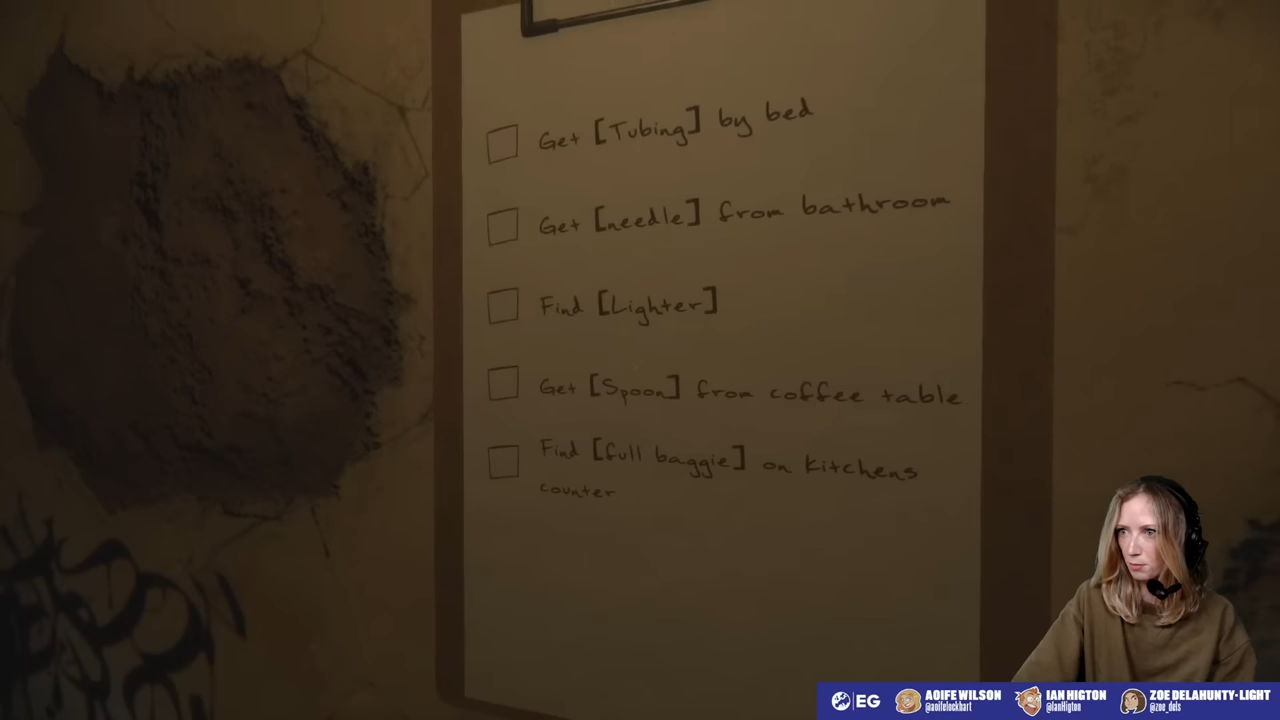 Get [Tubing] by bed
Get [needle] from bathroom
Find [Lighter]
Get [Spoon] from coffee table
Find [full baggie] on Kitchens
counter
EG
AOIFE WILSON
@aoifelockhart
IAN HIGTON
@IanHigton
ZOE DELAHUNTY-LIGHT
@zoe_dels